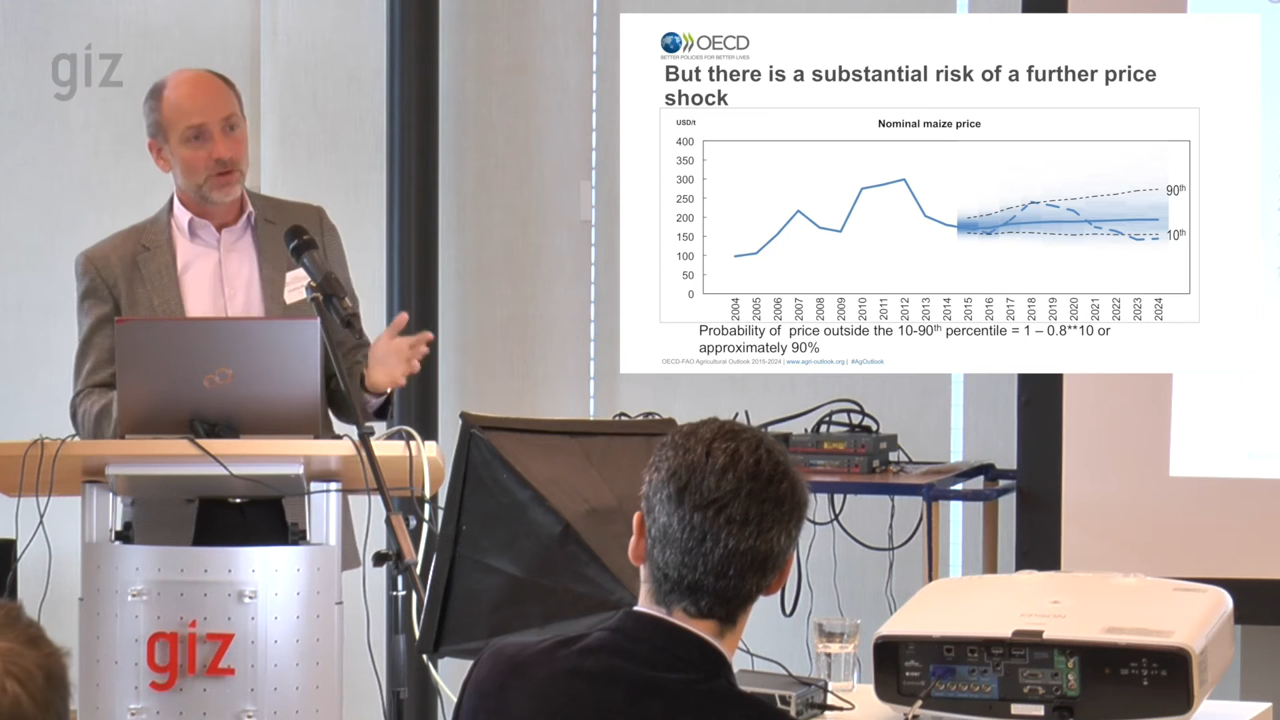 giz
OECD
BETTER POLICIES FOR BETTER LIVES
But there is a substantial risk of a further price
shock
USD/t
Nominal maize price
400
350
300
250
200
150
100
50
0
90th
10th
2004
2005
2006
2007
2008
2009
2010
2011
2012
2013
2014
2015
2016
2017
2018
2019
2020
2021
2022
2023
2024
Probability of price outside the 10-90th percentile = 1 – 0.8**10 or
approximately 90%
OECD-FAO Agricultural Outlook 2015-2024 | www.agri-outlook.org | #AgOutlook
giz
EPSON